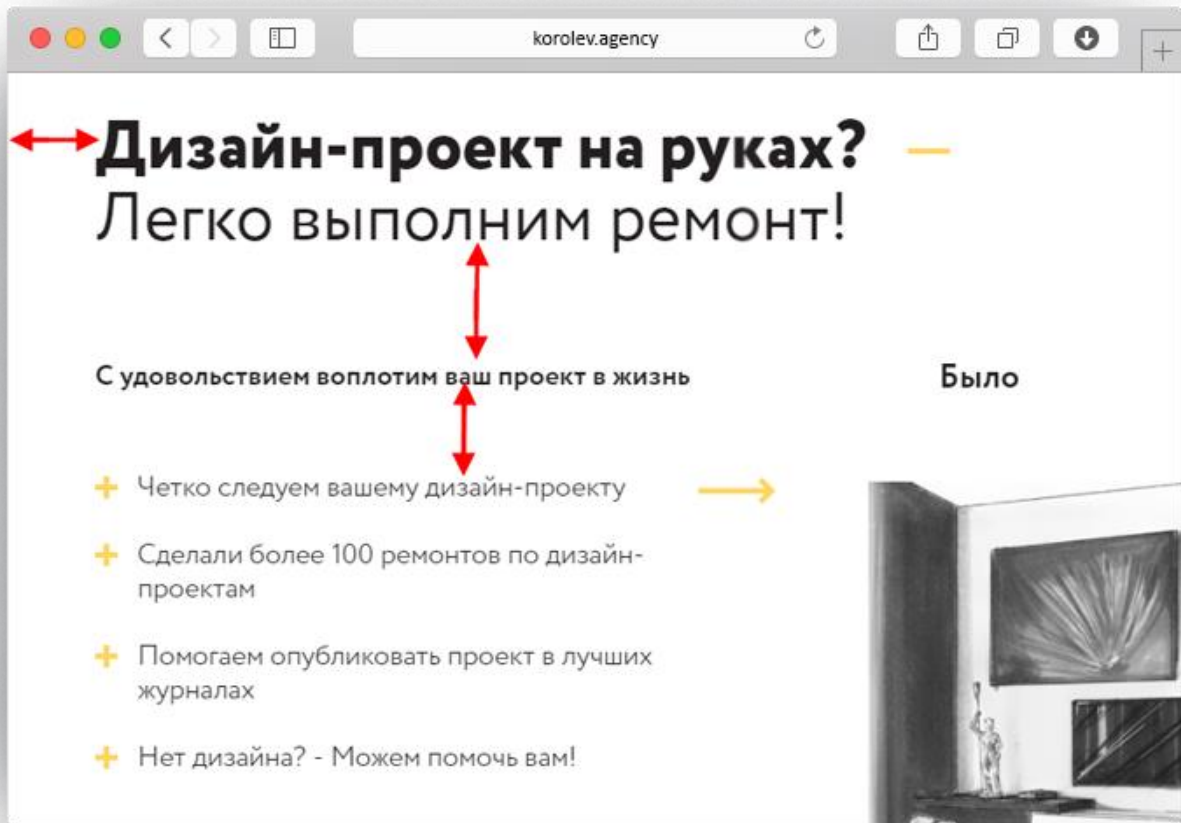 korolev.agency
Дизайн-проект на руках?
Легко выполним ремонт!
С удовольствием воплотим ваш проект в жизнь
Было
Четко следуем вашему дизайн-проекту
Сделали более 100 ремонтов по дизайн-
проектам
Помогаем опубликовать проект в лучших
журналах
Нет дизайна? - Можем помочь вам!